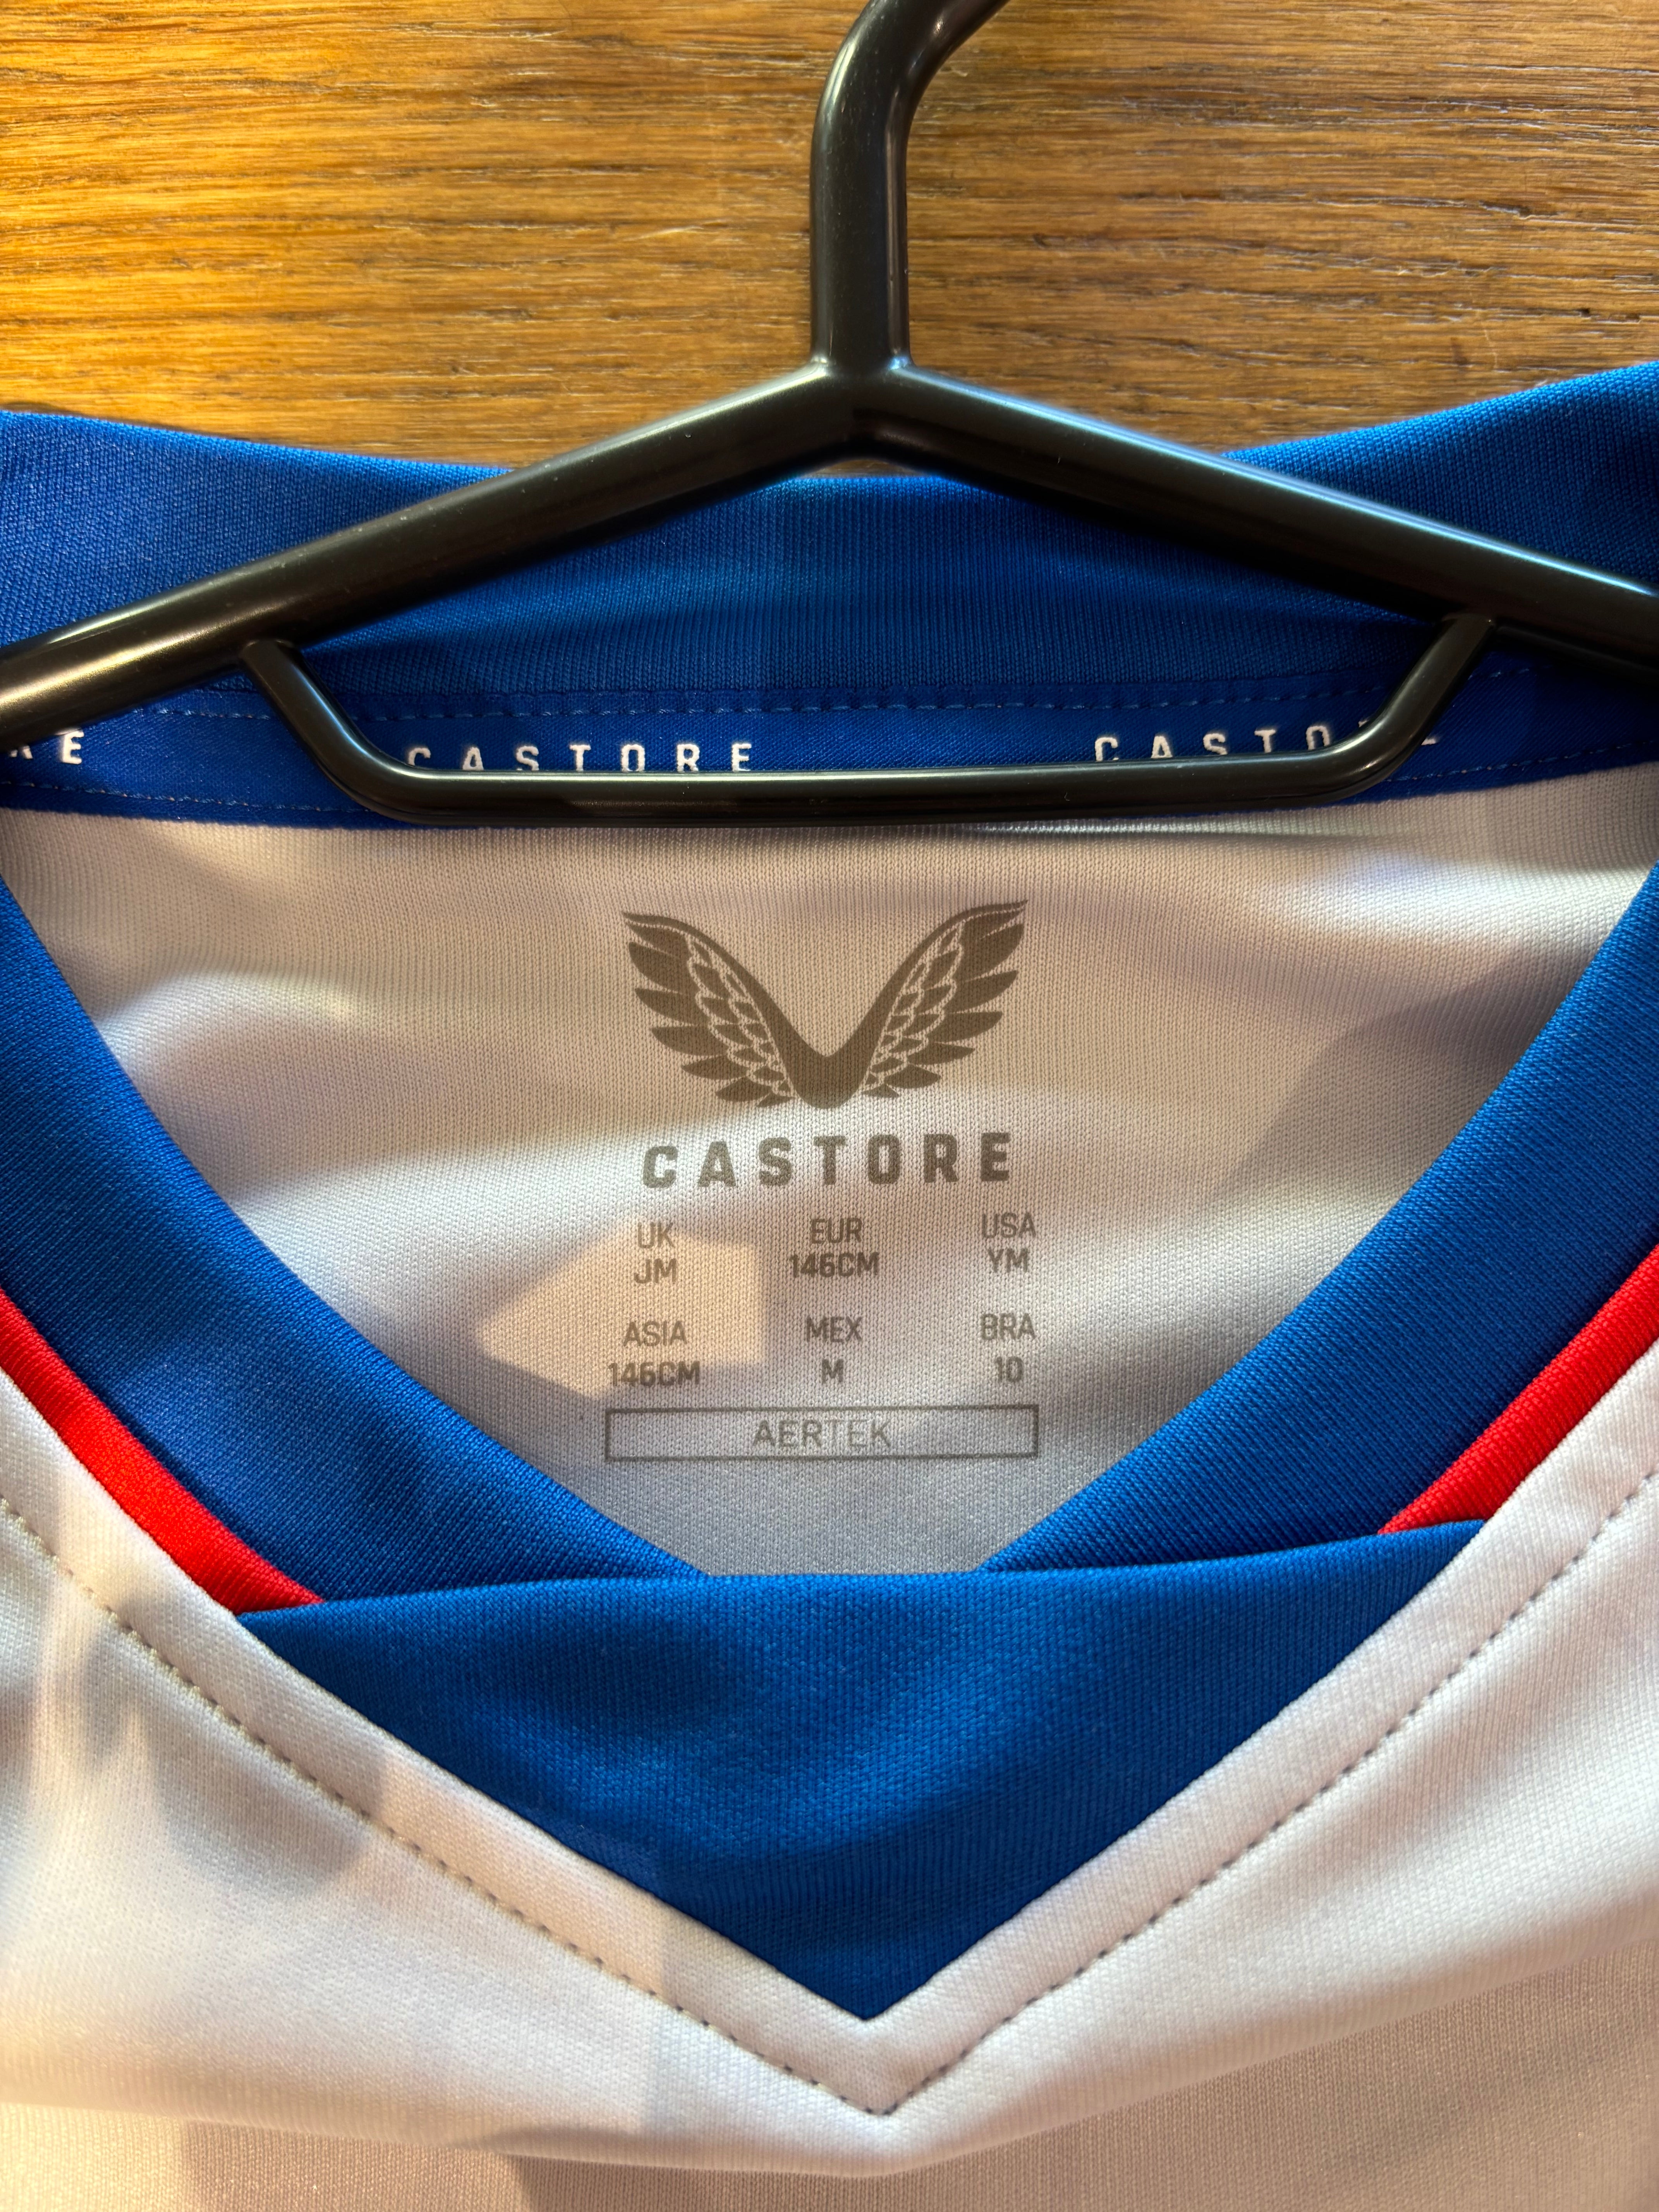 CASTORE CASTORE
CASTORE
UK EUR USA
JM 146CM YM
ASIA MEX BRA
146CM M 10
AERTEK